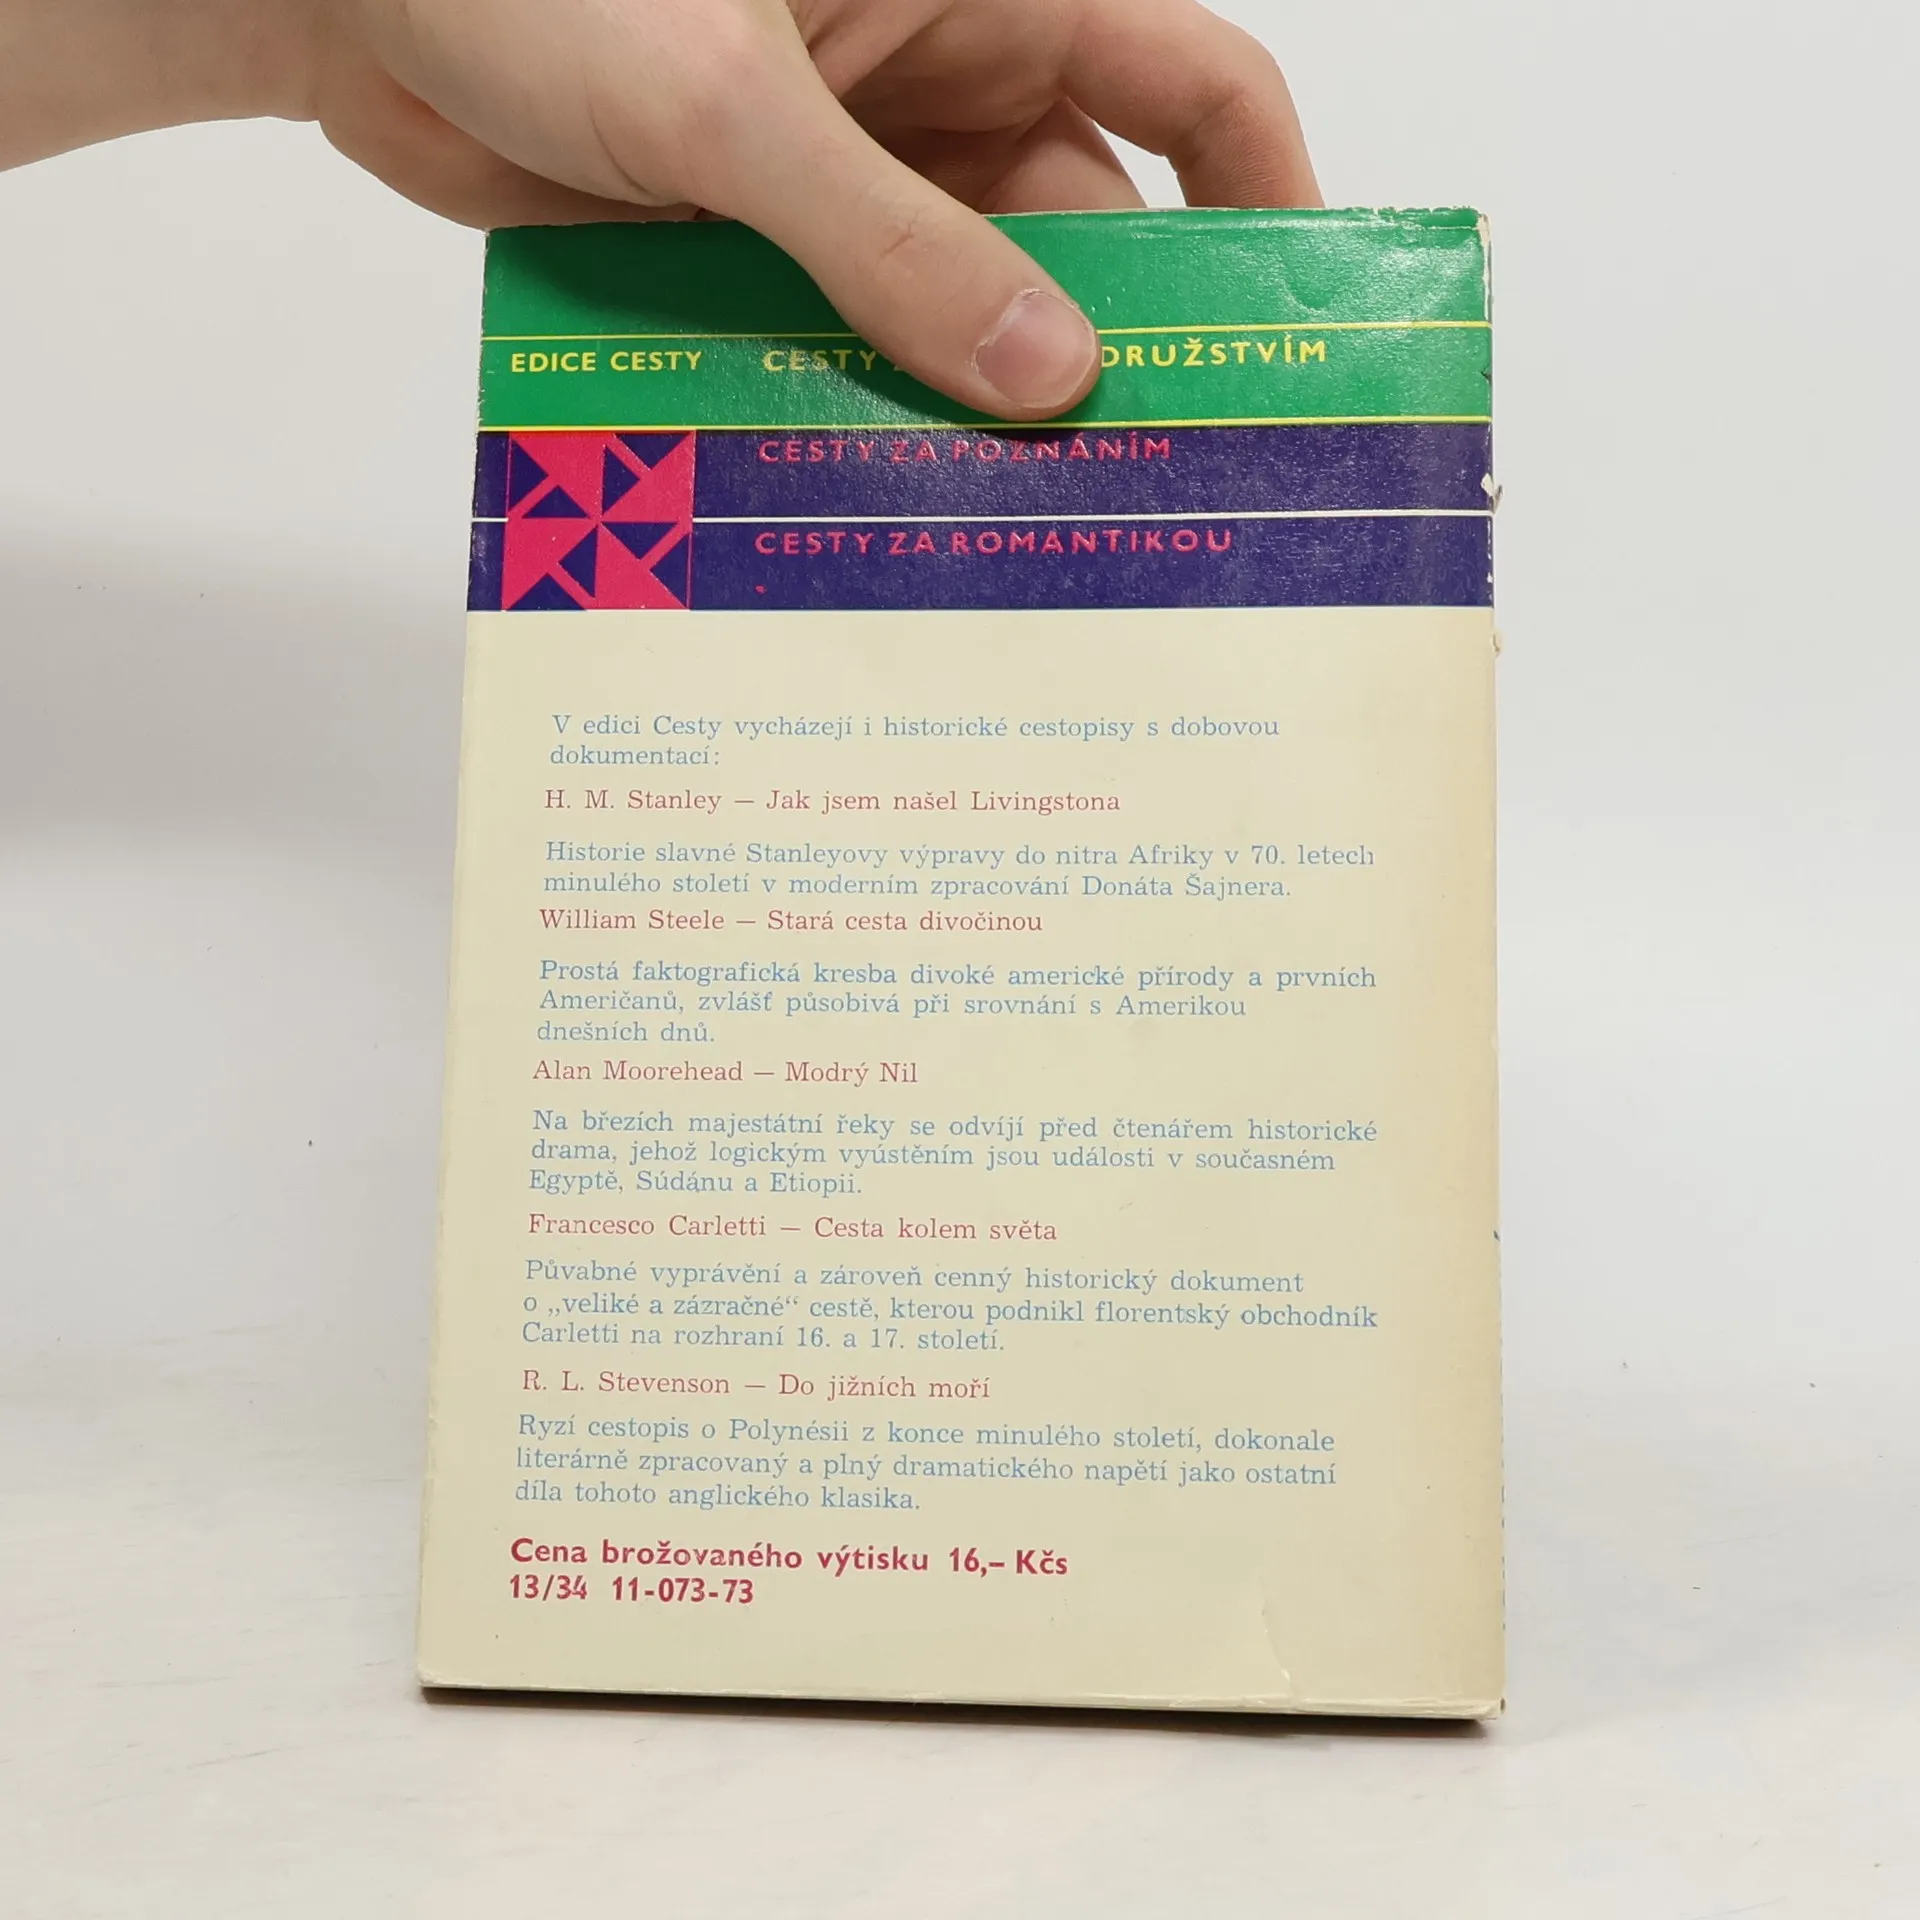 EDICE CESTY CESTY DRUŽSTVÍM
CESTY ZA POZNÁNÍM
CESTY ZA ROMANTIKOU
V edici Cesty vycházejí i historické cestopisy s dobovou
dokumentací:
H. M. Stanley — Jak jsem našel Livingstona
Historie slavné Stanleyovy výpravy do nitra Afriky v 70. letech
minulého století v moderním zpracování Donáta Šajnera.
William Steele — Stará cesta divočinou
Prostá faktografická kresba divoké americké přírody a prvních
Američanů, zvlášť působivá při srovnání s Amerikou
dnešních dnů.
Alan Moorehead — Modrý Nil
Na březích majestátní řeky se odvíjí před čtenářem historické
drama, jehož logickým vyústěním jsou události v současném
Egyptě, Súdánu a Etiopii.
Francesco Carletti — Cesta kolem světa
Půvabné vyprávění a zároveň cenný historický dokument
o „veliké a zázračné“ cestě, kterou podnikl florentský obchodník
Carletti na rozhraní 16. a 17. století.
R. L. Stevenson — Do jižních moří
Ryzí cestopis o Polynésii z konce minulého století, dokonale
literárně zpracovaný a plný dramatického napětí jako ostatní
díla tohoto anglického klasika.
Cena brožovaného výtisku 16,– Kčs
13/34 11-073-73